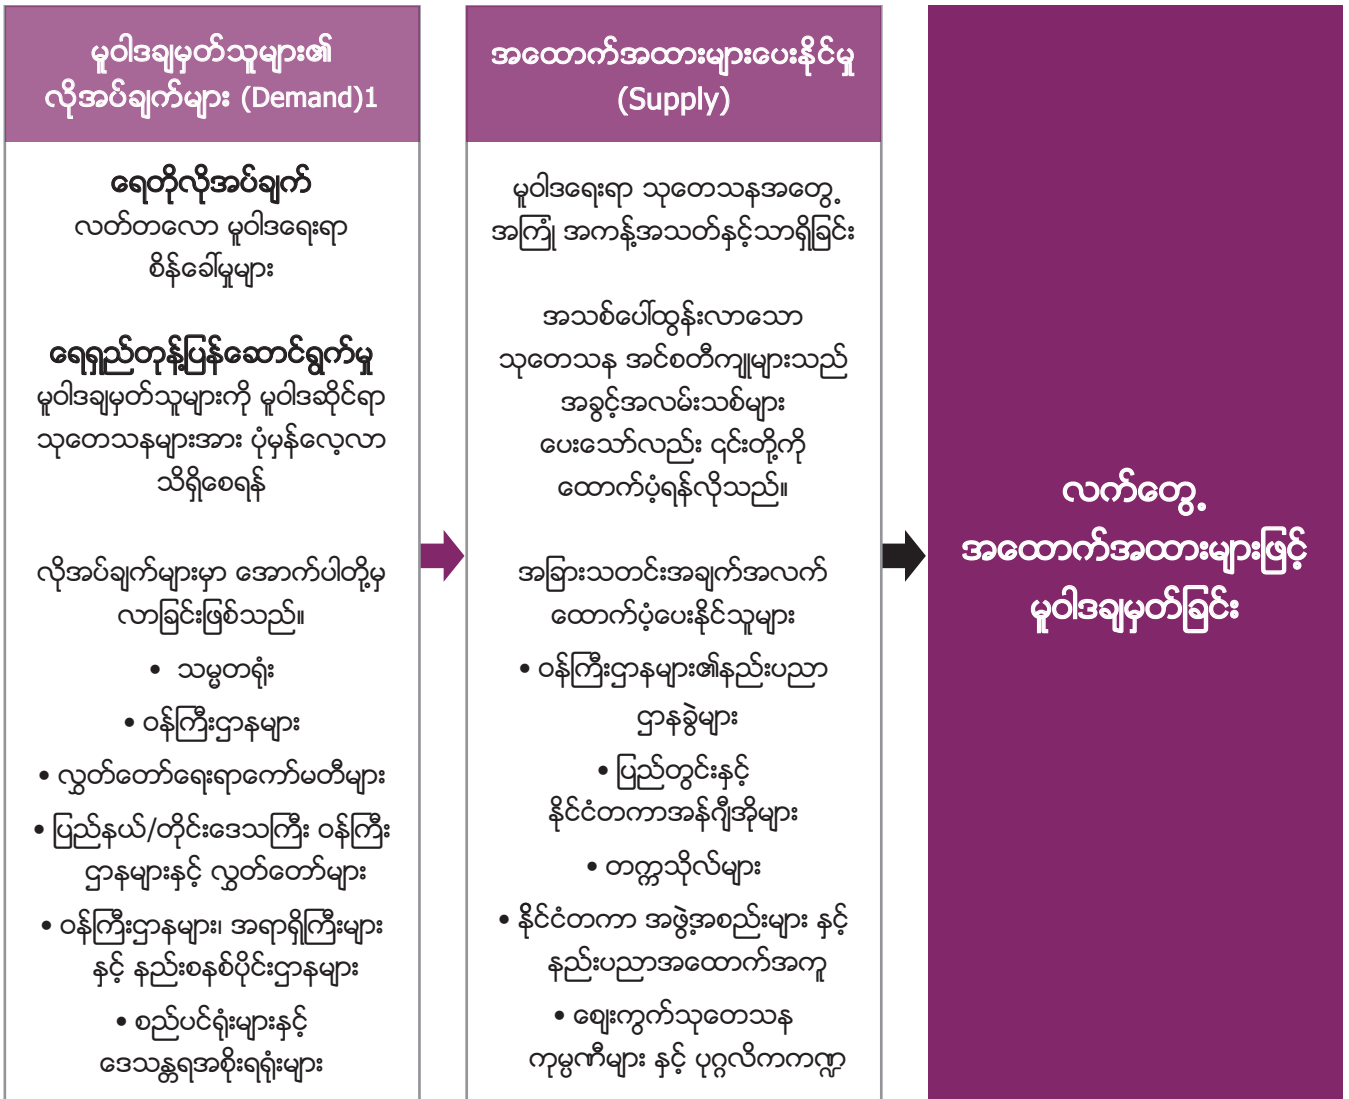 မူဝါဒချမှတ်သူများ၏
လိုအပ်ချက်များ (Demand)1
ရေတိုလိုအပ်ချက်
လတ်တလော မူဝါဒရေးရာ
စိန်ခေါ်မှုများ
ရေရှည်တုန့်ပြန်ဆောင်ရွက်မှု
မူဝါဒချမှတ်သူများကို မူဝါဒဆိုင်ရာ
သုတေသနများအား ပုံမှန်လေ့လာ
သိရှိစေရန်
လိုအပ်ချက်များမှာ အောက်ပါတို့မှ
လာခြင်းဖြစ်သည်။
• သမ္မတရုံး
• ဝန်ကြီးဌာနများ
• လွှတ်တော်ရေးရာကော်မတီများ
• ပြည်နယ်/တိုင်းဒေသကြီး ဝန်ကြီး
ဌာနများနှင့် လွှတ်တော်များ
• ဝန်ကြီးဌာနများ၊ အရာရှိကြီးများ
နှင့် နည်းစနစ်ပိုင်းဌာနများ
• စည်ပင်ရုံးများနှင့်
ဒေသန္တရအစိုးရရုံးများ
အထောက်အထားများပေးနိုင်မှု
(Supply)
မူဝါဒရေးရာ သုတေသနအတွေ့
အကြုံ အကန့်အသတ်နှင့်သာရှိခြင်း
အသစ်ပေါ်ထွန်းလာသော
သုတေသန အင်စတီကျုများသည်
အခွင့်အလမ်းသစ်များ
ပေးသော်လည်း ၎င်းတို့ကို
ထောက်ပံ့ရန်လိုသည်။
အခြားသတင်းအချက်အလက်
ထောက်ပံ့ပေးနိုင်သူများ
• ဝန်ကြီးဌာနများ၏နည်းပညာ
ဌာနခွဲများ
• ပြည်တွင်းနှင့်
နိုင်ငံတကာအန်ဂျီအိုများ
• တက္ကသိုလ်များ
• နိုင်ငံတကာ အဖွဲ့အစည်းများ နှင့်
နည်းပညာအထောက်အကူ
• ဈေးကွက်သုတေသန
ကုမ္ပဏီများ နှင့် ပုဂ္ဂလိကကဏ္ဍ
လက်တွေ့
အထောက်အထားများဖြင့်
မူဝါဒချမှတ်ခြင်း